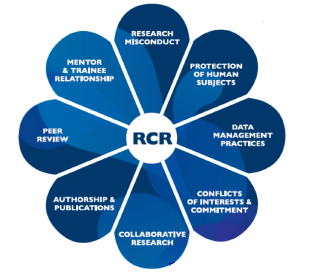 RESEARCH
MISCONDUCT
PROTECTION
OF HUMAN
SUBJECTS
DATA
MANAGEMENT
PRACTICES
CONFLICTS
OF INTERESTS &
COMMITMENT
COLLABORATIVE
RESEARCH
AUTHORSHIP &
PUBLICATIONS
PEER
REVIEW
MENTOR
& TRAINEE
RELATIONSHIP
RCR